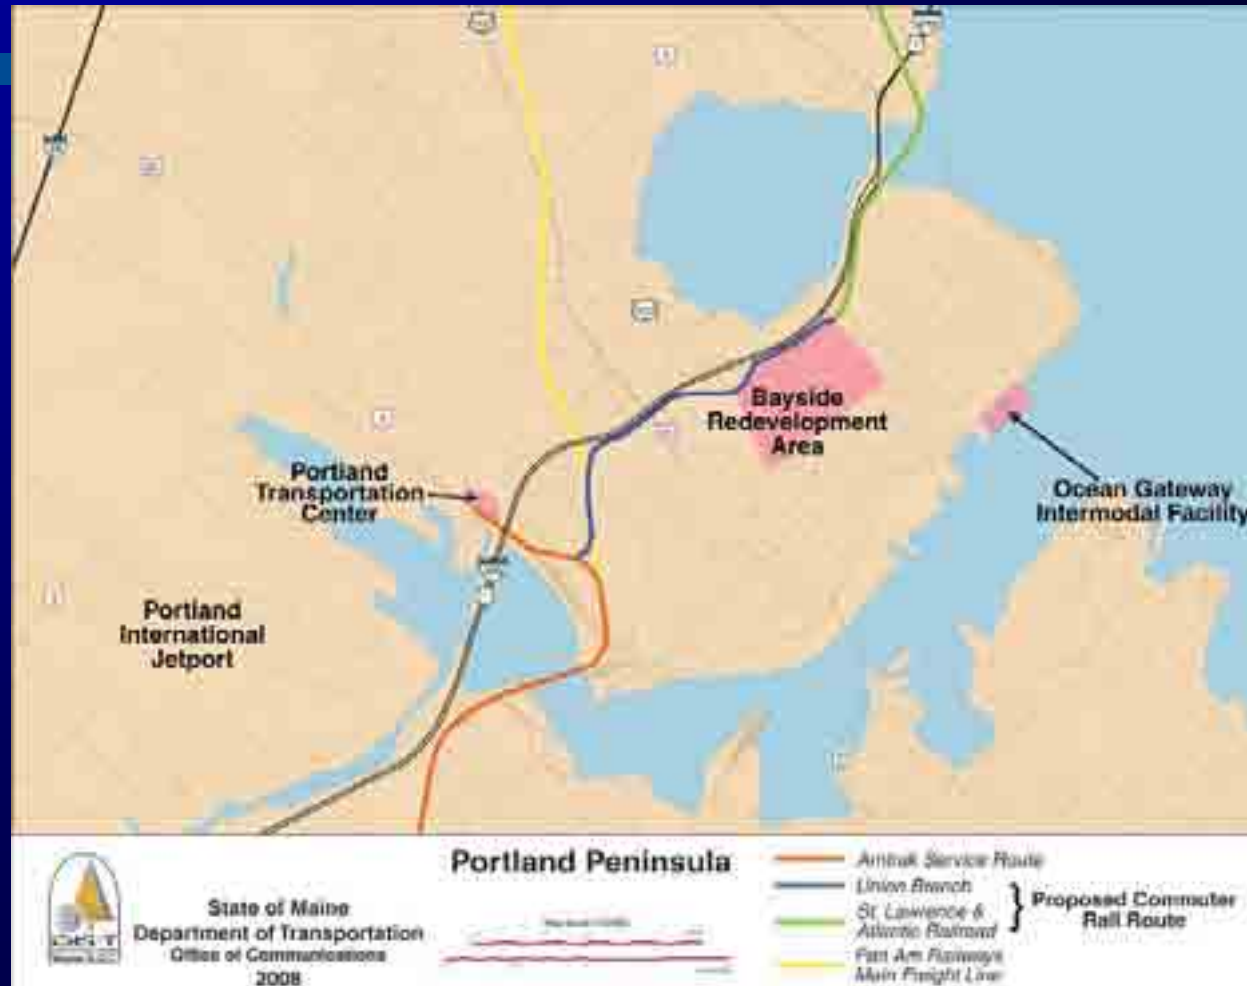 Bayside
Redevelopment
Area
Portland
Transportation
Center
Ocean Gateway
Intermodal Facility
Portland
International
Jetport
Portland Peninsula
State of Maine
Department of Transportation
Office of Communications
2008
Amtrak Service Route
Union Branch
St. Lawrence &
Atlantic Railroad
Proposed Commuter
Rail Route
Pan Am Railways
Main Freight Line